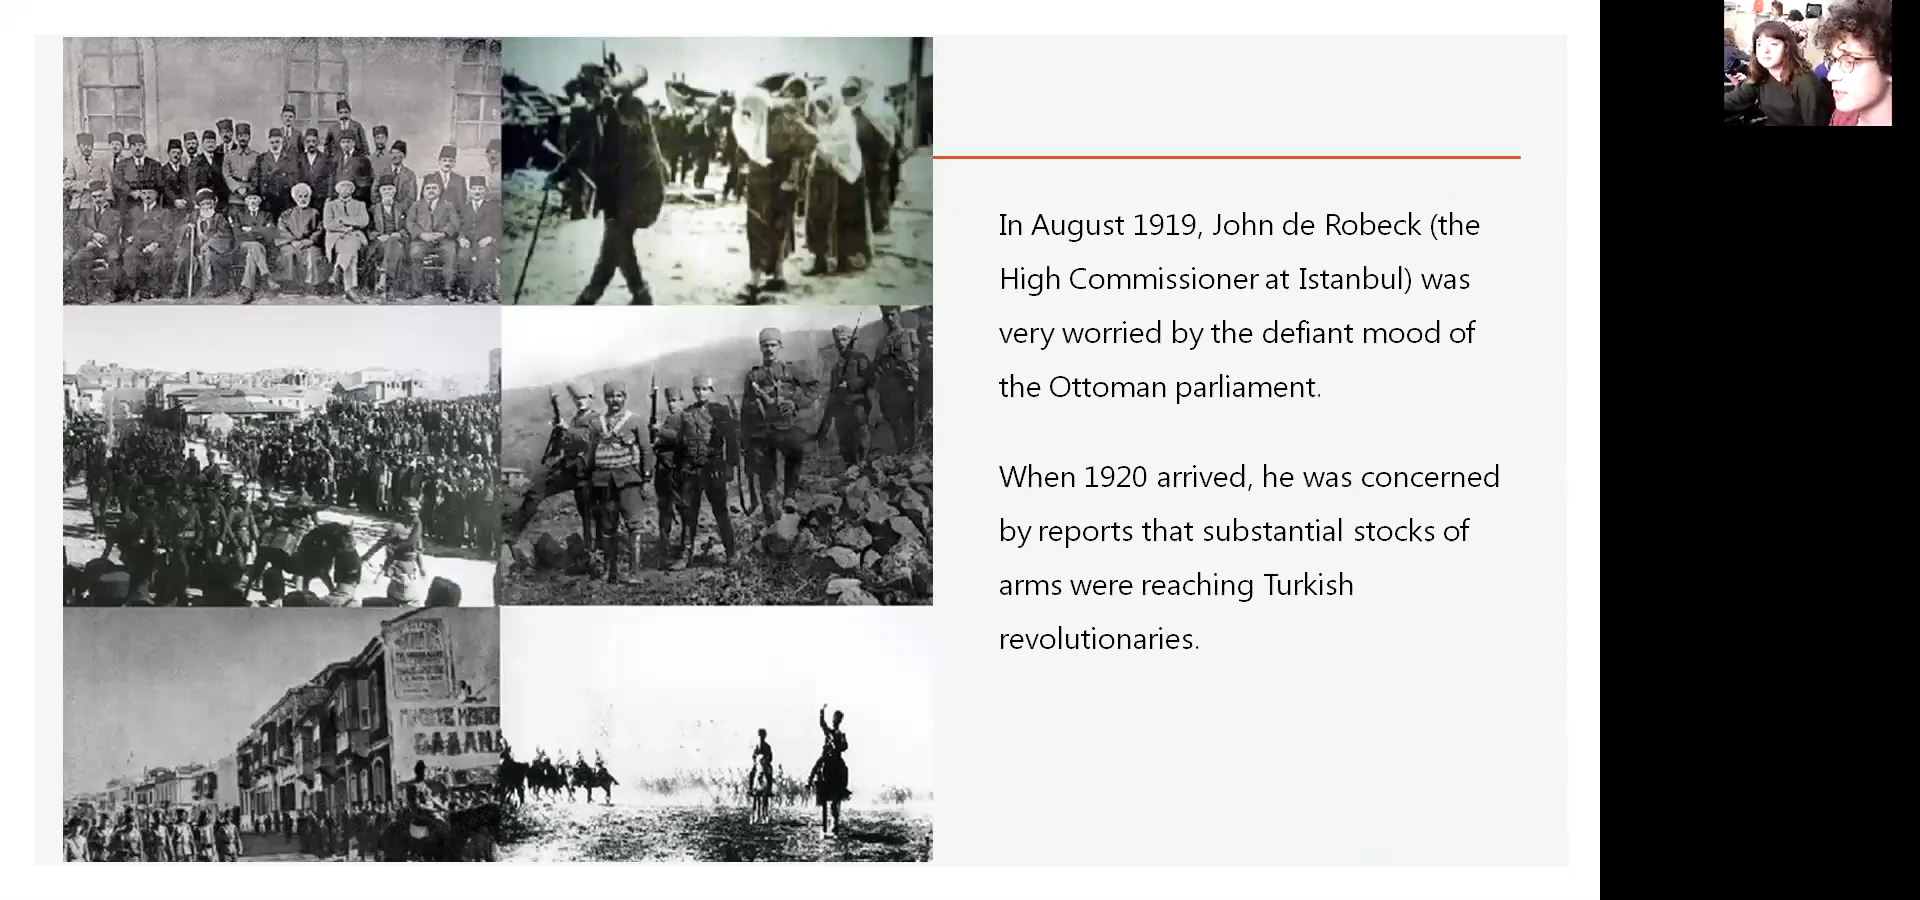 In August 1919, John de Robeck (the
High Commissioner at Istanbul) was
very worried by the defiant mood of
the Ottoman parliament.
When 1920 arrived, he was concerned
by reports that substantial stocks of
arms were reaching Turkish
revolutionaries.